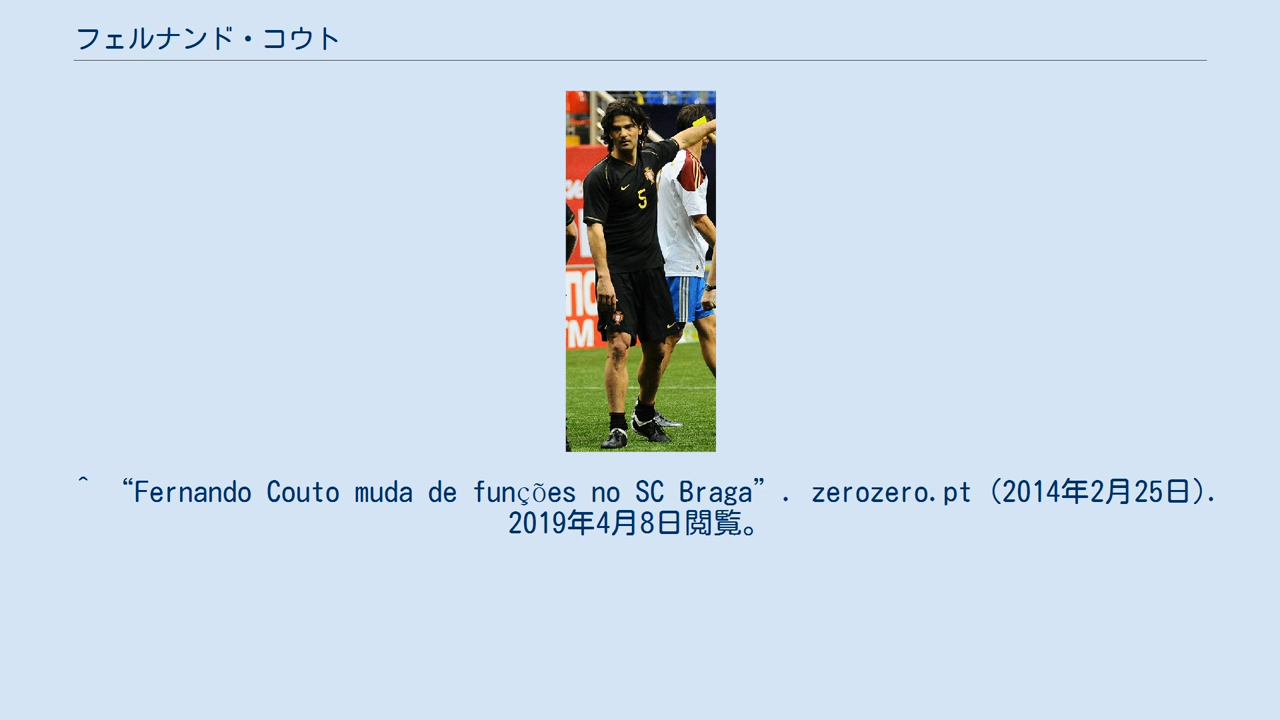 フェルナンド・コウト
5
TM
^ “Fernando Couto muda de funções no SC Braga”. zerozero.pt (2014年2月25日).
2019年4月8日閲覧。